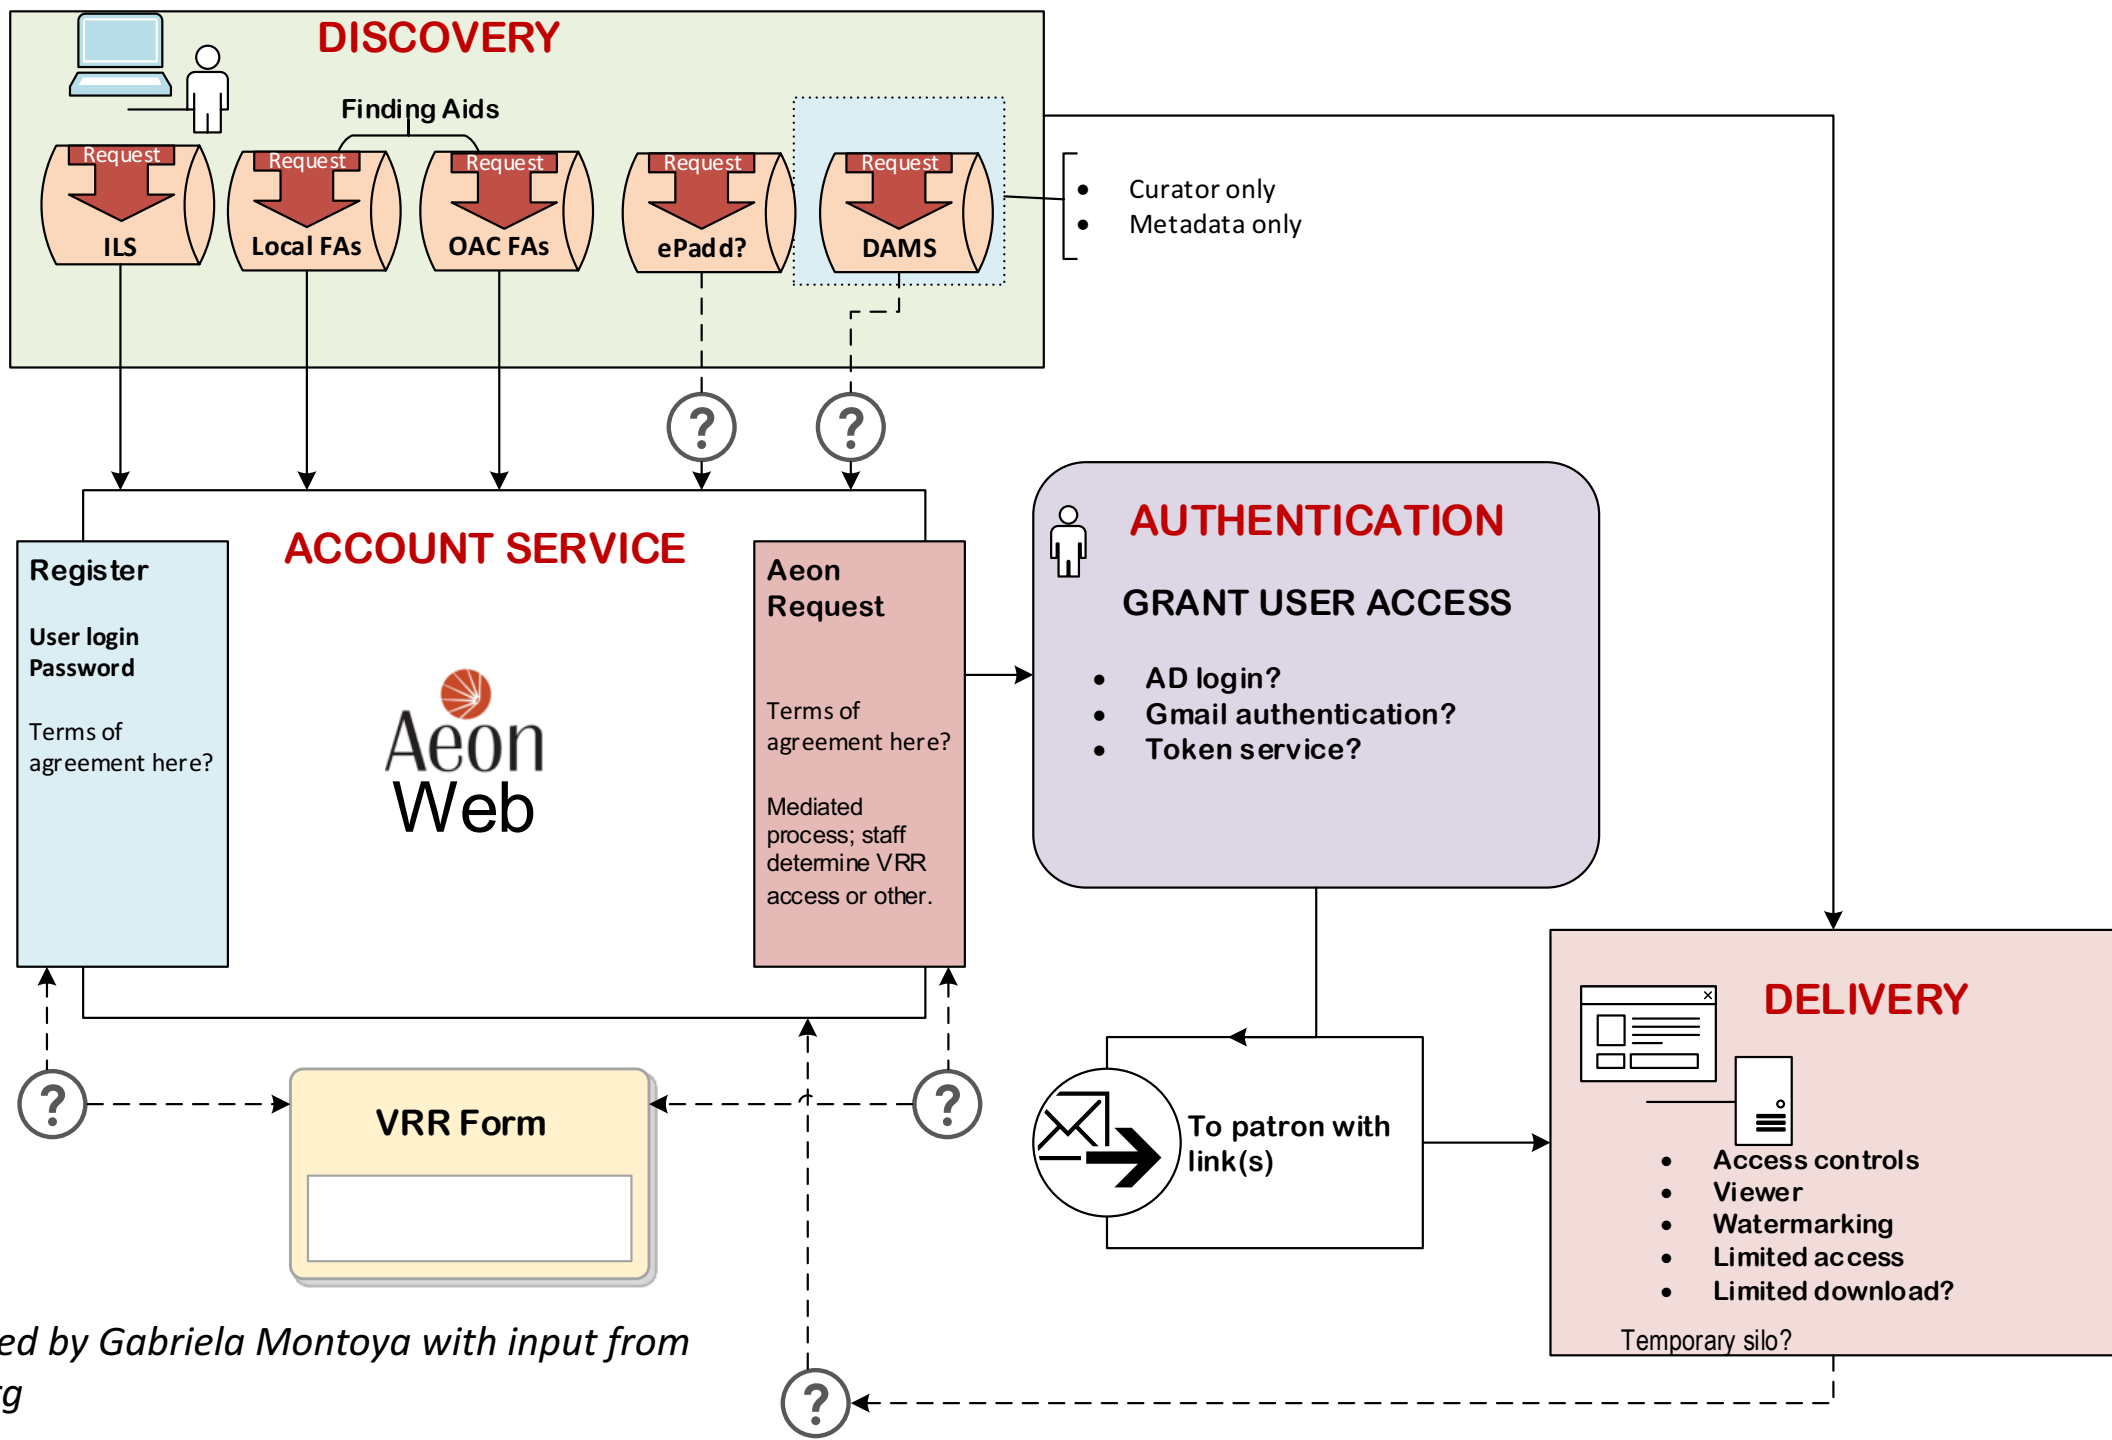 DISCOVERY
Finding Aids
Request
Request
Request
Request
Request
ILS
Local FAs
OAC FAs
ePadd?
DAMS
• Curator only
• Metadata only
?
?
ACCOUNT SERVICE
Register
User login
Password
Terms of
agreement here?
Aeon
Web
Aeon
Request
Terms of
agreement here?
Mediated
process; staff
determine VRR
access or other.
AUTHENTICATION
GRANT USER ACCESS
• AD login?
• Gmail authentication?
• Token service?
DELIVERY
• Access controls
• Viewer
• Watermarking
• Limited access
• Limited download?
Temporary silo?
To patron with
link(s)
?
VRR Form
?
?
ed by Gabriela Montoya with input from
rg